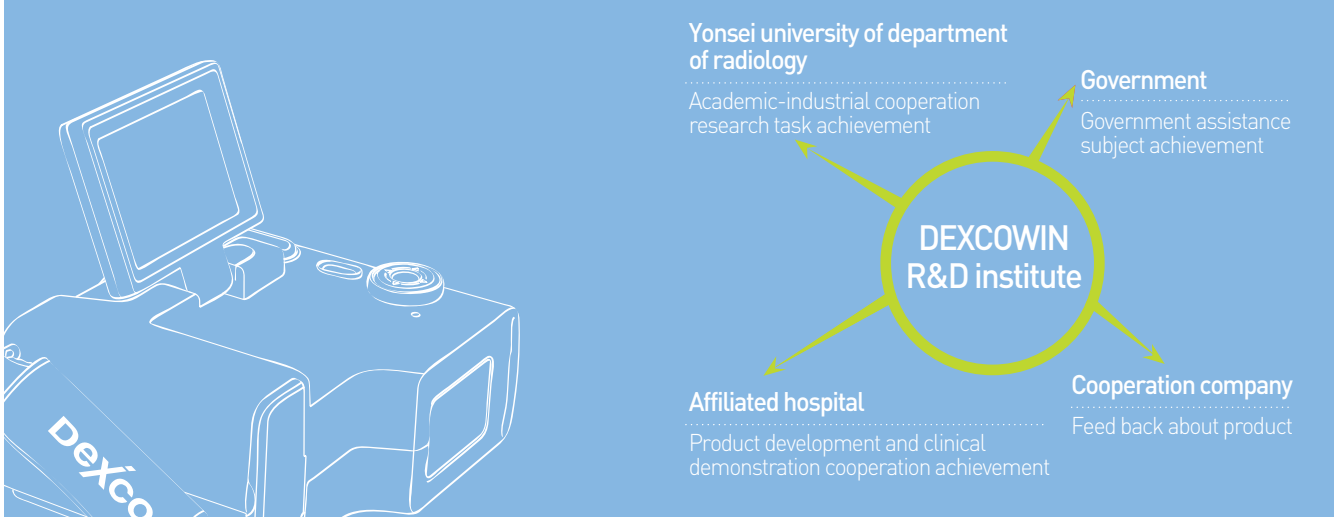 Yonsei university of department
of radiology
Academic-industrial cooperation
research task achievement
Government
Government assistance
subject achievement
DEXCOWIN
R&D institute
Affiliated hospital
Product development and clinical
demonstration cooperation achievement
Cooperation company
Feed back about product
Dexco